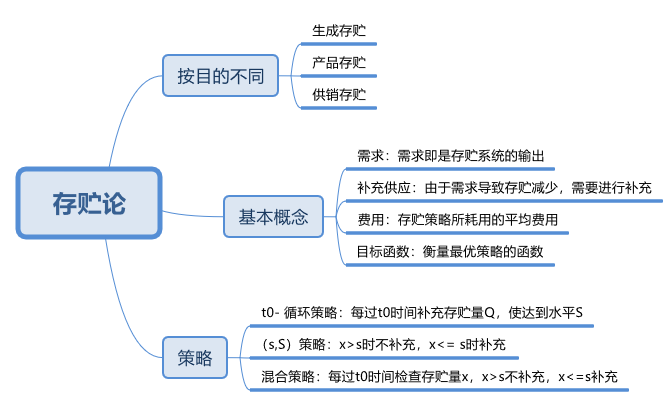 存贮论
按目的不同
生成存贮
产品存贮
供销存贮
基本概念
需求：需求即是存贮系统的输出
补充供应：由于需求导致存贮减少，需要进行补充
费用：存贮策略所耗用的平均费用
目标函数：衡量最优策略的函数
策略
t0- 循环策略：每过t0时间补充存贮量Q，使达到水平S
（s,S）策略：x>s时不补充，x<= s时补充
混合策略：每过t0时间检查存贮量x，x>s不补充，x<=s补充